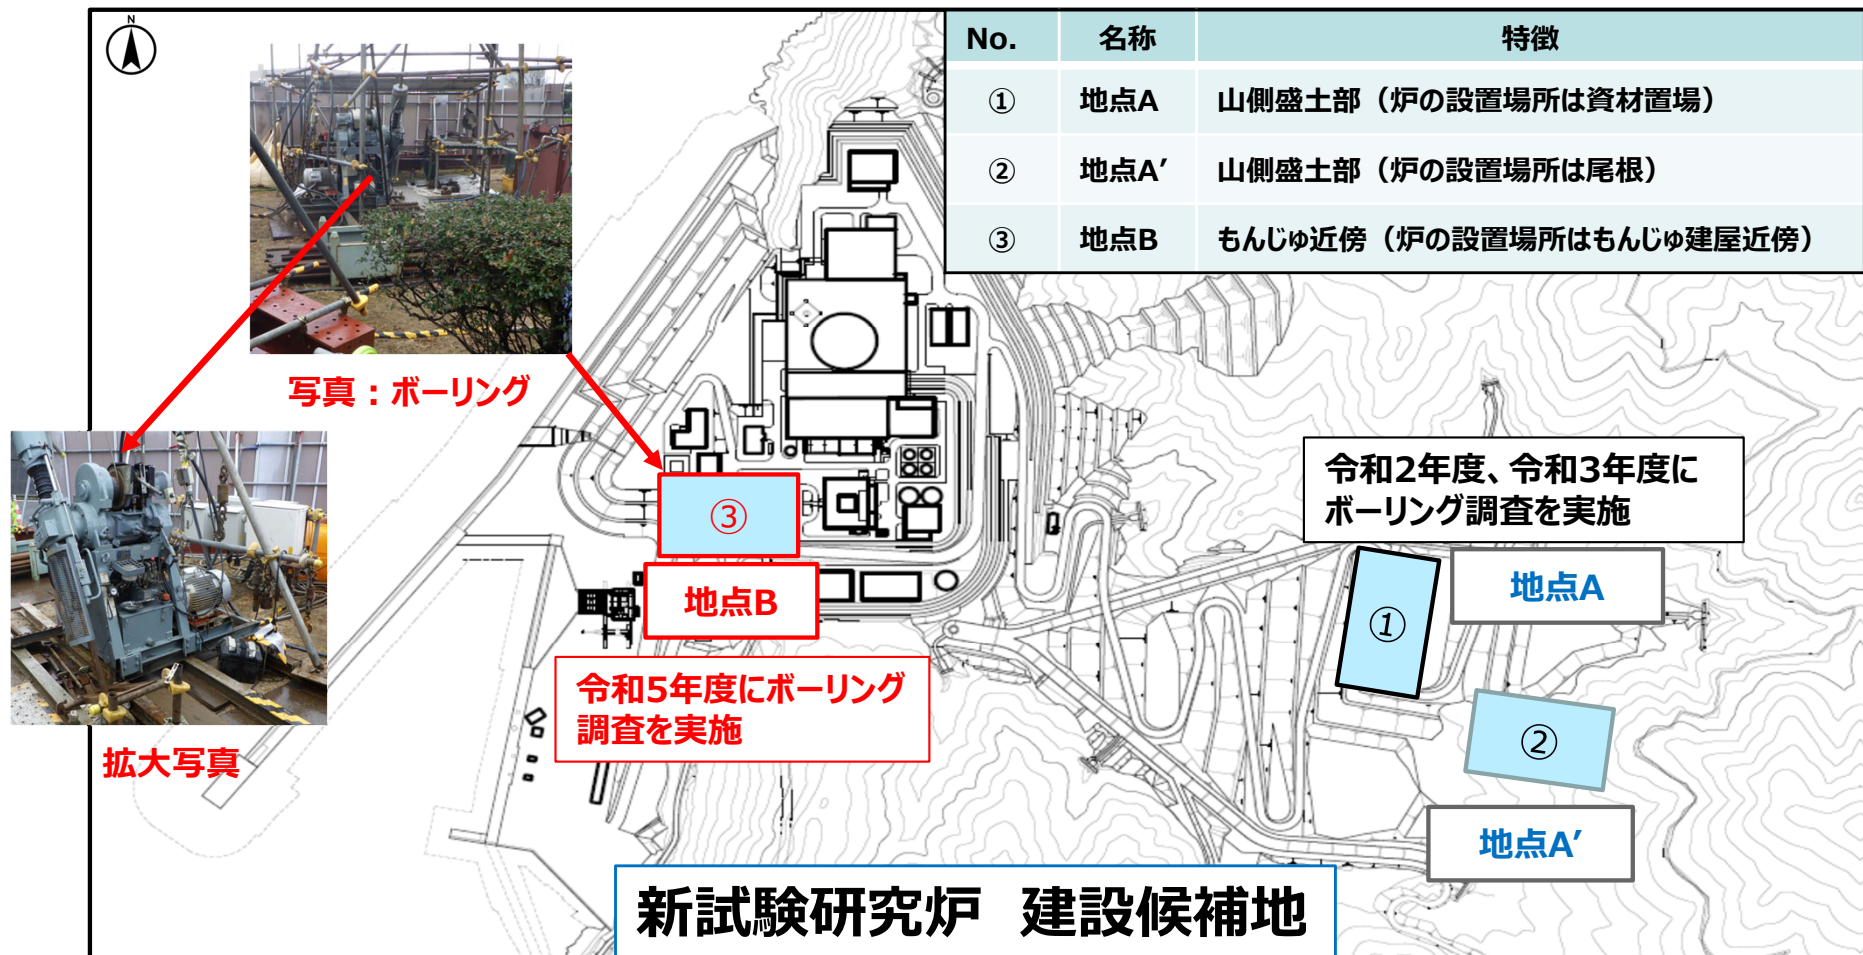 N
No. 名称 特徴
① 地点A 山側盛土部（炉の設置場所は資材置場）
② 地点A’ 山側盛土部（炉の設置場所は尾根）
③ 地点B もんじゅ近傍（炉の設置場所はもんじゅ建屋近傍）
写真：ボーリング
拡大写真
③
地点B
令和5年度にボーリング
調査を実施
令和2年度、令和3年度に
ボーリング調査を実施
①
地点A
②
地点A’
新試験研究炉 建設候補地